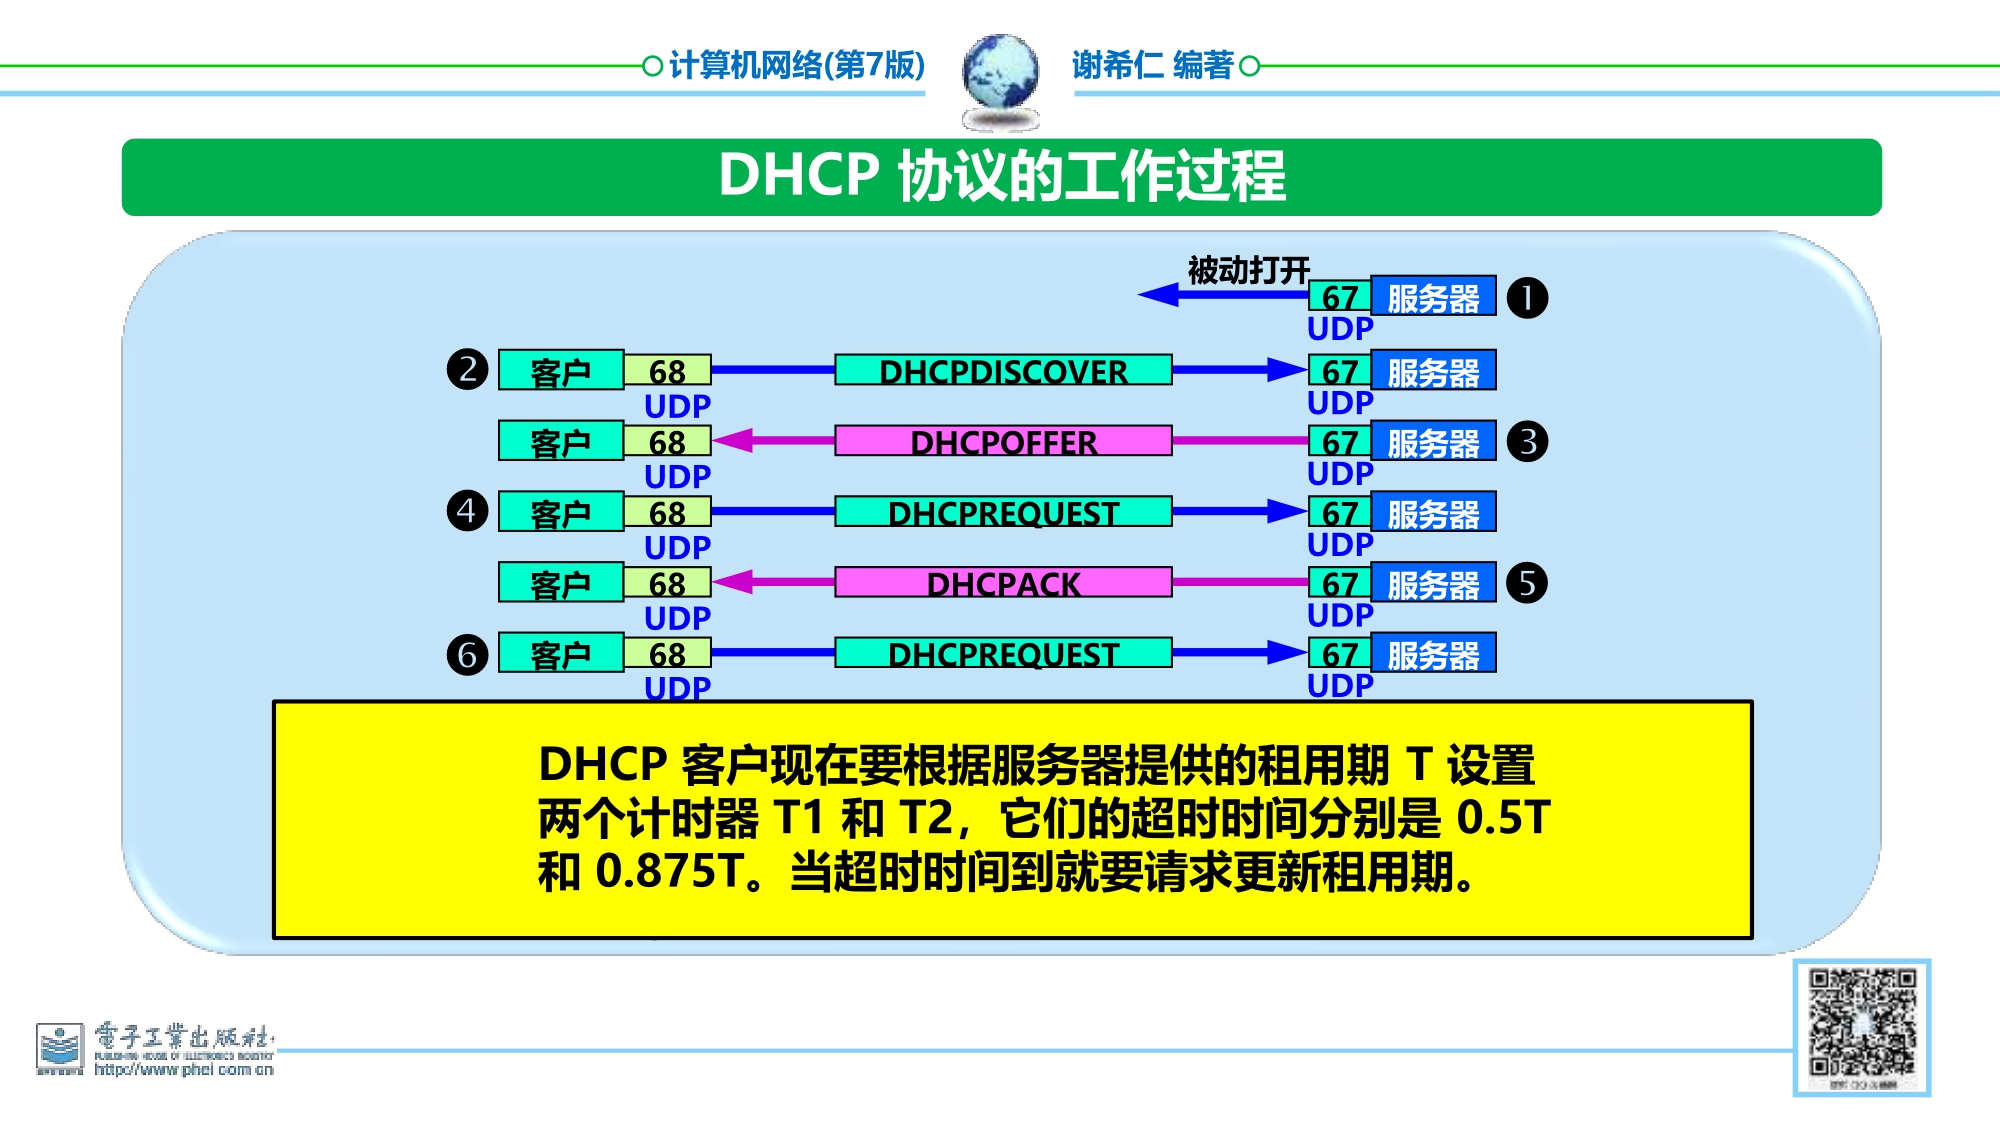 计算机网络(第7版) 谢希仁 编著
DHCP 协议的工作过程
被动打开
67 服务器 ❶
UDP
❷ 客户 68 DHCPDISCOVER 67 服务器
UDP UDP
客户 68 DHCPOFFER 67 服务器 ❸
UDP UDP
❹ 客户 68 DHCPREQUEST 67 服务器
UDP UDP
客户 68 DHCPACK 67 服务器 ❺
UDP UDP
❻ 客户 68 DHCPREQUEST 67 服务器
UDP UDP
DHCP 客户现在要根据服务器提供的租用期 T 设置
两个计时器 T1 和 T2，它们的超时时间分别是 0.5T
和 0.875T。当超时时间到就要请求更新租用期。
電子工業出版社
PUBLISHING HOUSE OF ELECTRONICS INDUSTRY
http://www.phei.com.cn